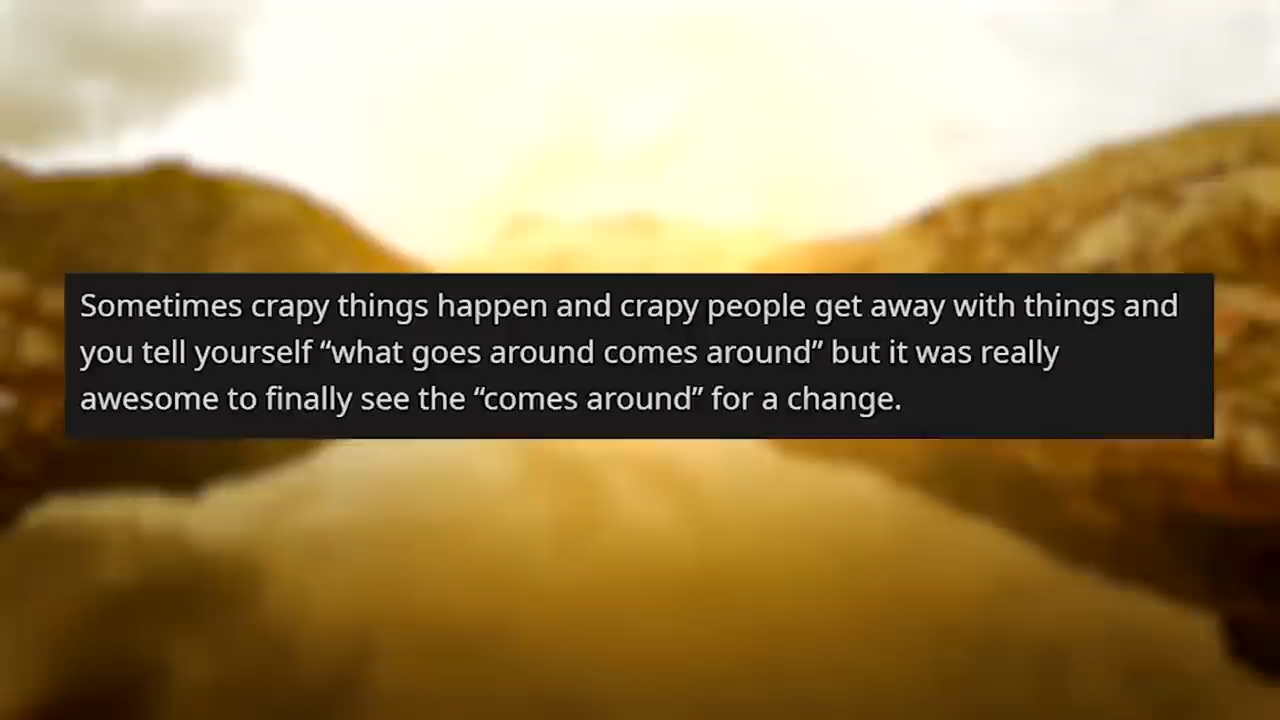 Sometimes crapy things happen and crapy people get away with things and
you tell yourself “what goes around comes around” but it was really
awesome to finally see the “comes around” for a change.